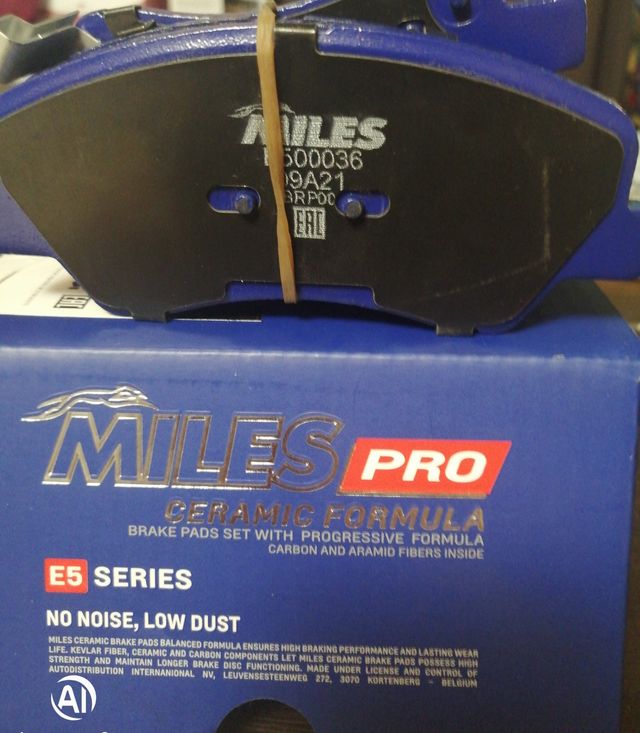 MILES
500036
09A21
BRP00
EAC
MILES PRO
CERAMIC FORMULA
BRAKE PADS SET WITH PROGRESSIVE FORMULA
CARBON AND ARAMID FIBERS INSIDE
E5 SERIES
NO NOISE, LOW DUST
MILES CERAMIC BRAKE PADS BALANCED FORMULA ENSURES HIGH BRAKING PERFORMANCE AND LASTING WEAR
LIFE. KEVLAR FIBER, CERAMIC AND CARBON COMPONENTS LET MILES CERAMIC BRAKE PADS POSSESS HIGH
STRENGTH AND MAINTAIN LONGER BRAKE DISC FUNCTIONING. MADE UNDER LICENSE AND CONTROL OF
AUTODISTRIBUTION INTERNANIONAL NV, LEUVENSESTEENWEG 272, 3070 KORTENBERG - BELGIUM
AI